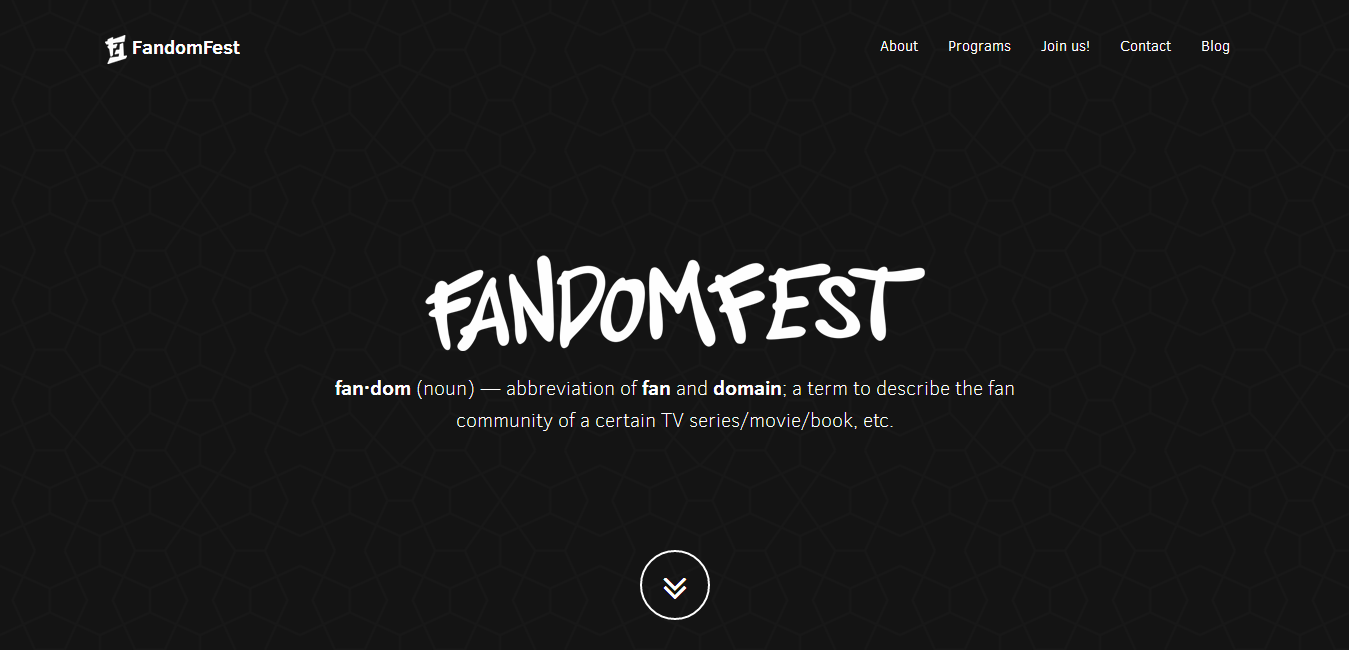 FandomFest
About Programs Join us! Contact Blog
FANDOMFEST
fan·dom (noun) — abbreviation of fan and domain; a term to describe the fan
community of a certain TV series/movie/book, etc.